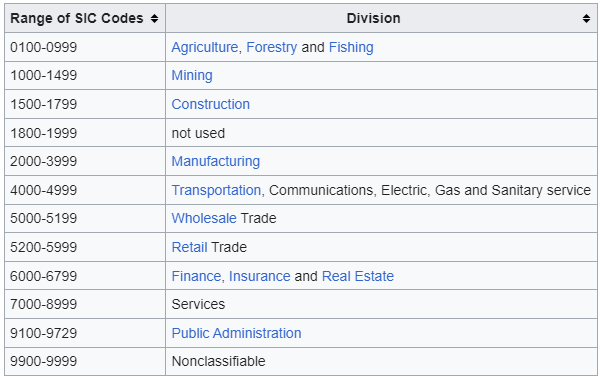 Range of SIC Codes Division
0100-0999 Agriculture, Forestry and Fishing
1000-1499 Mining
1500-1799 Construction
1800-1999 not used
2000-3999 Manufacturing
4000-4999 Transportation, Communications, Electric, Gas and Sanitary service
5000-5199 Wholesale Trade
5200-5999 Retail Trade
6000-6799 Finance, Insurance and Real Estate
7000-8999 Services
9100-9729 Public Administration
9900-9999 Nonclassifiable